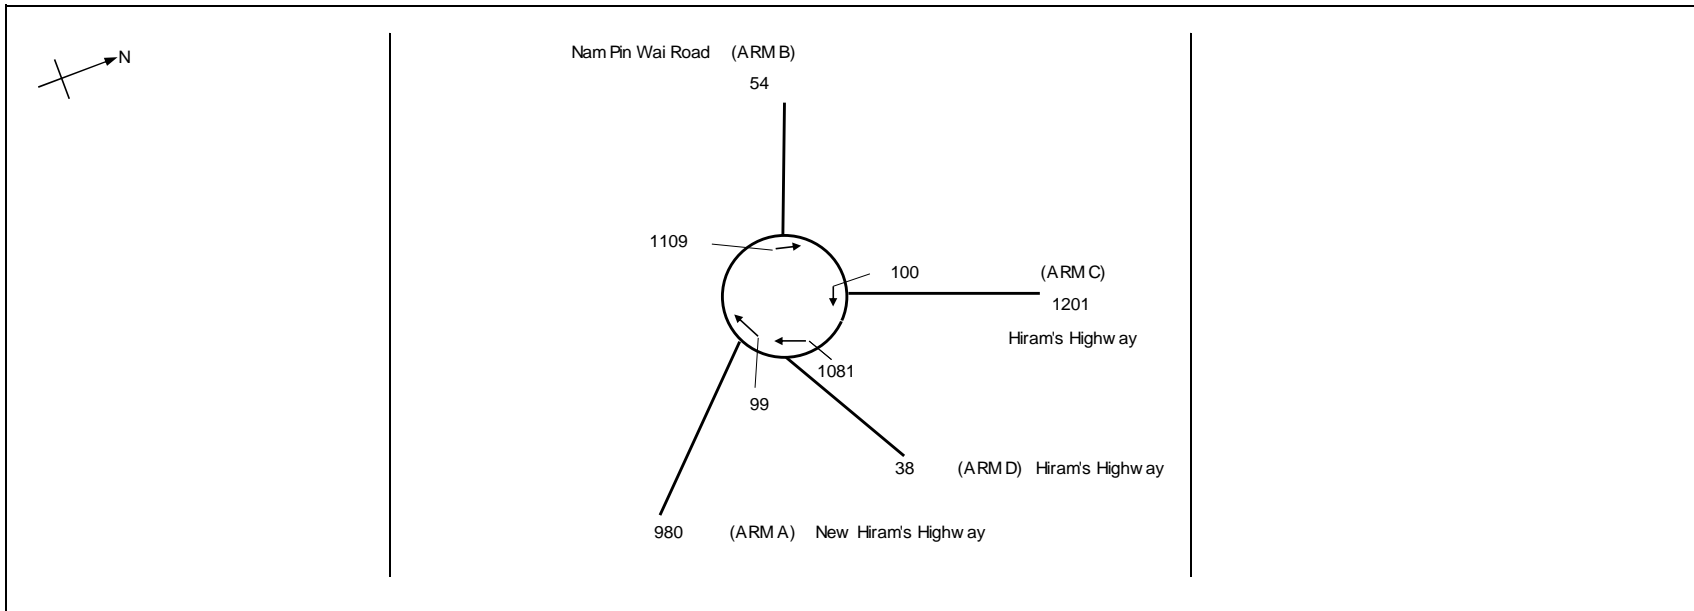 N
Nam Pin Wai Road (ARM B)
54
1109
100
(ARM C)
1201
Hiram's Highway
1081
99
38 (ARM D) Hiram's Highway
980 (ARM A) New Hiram's Highway